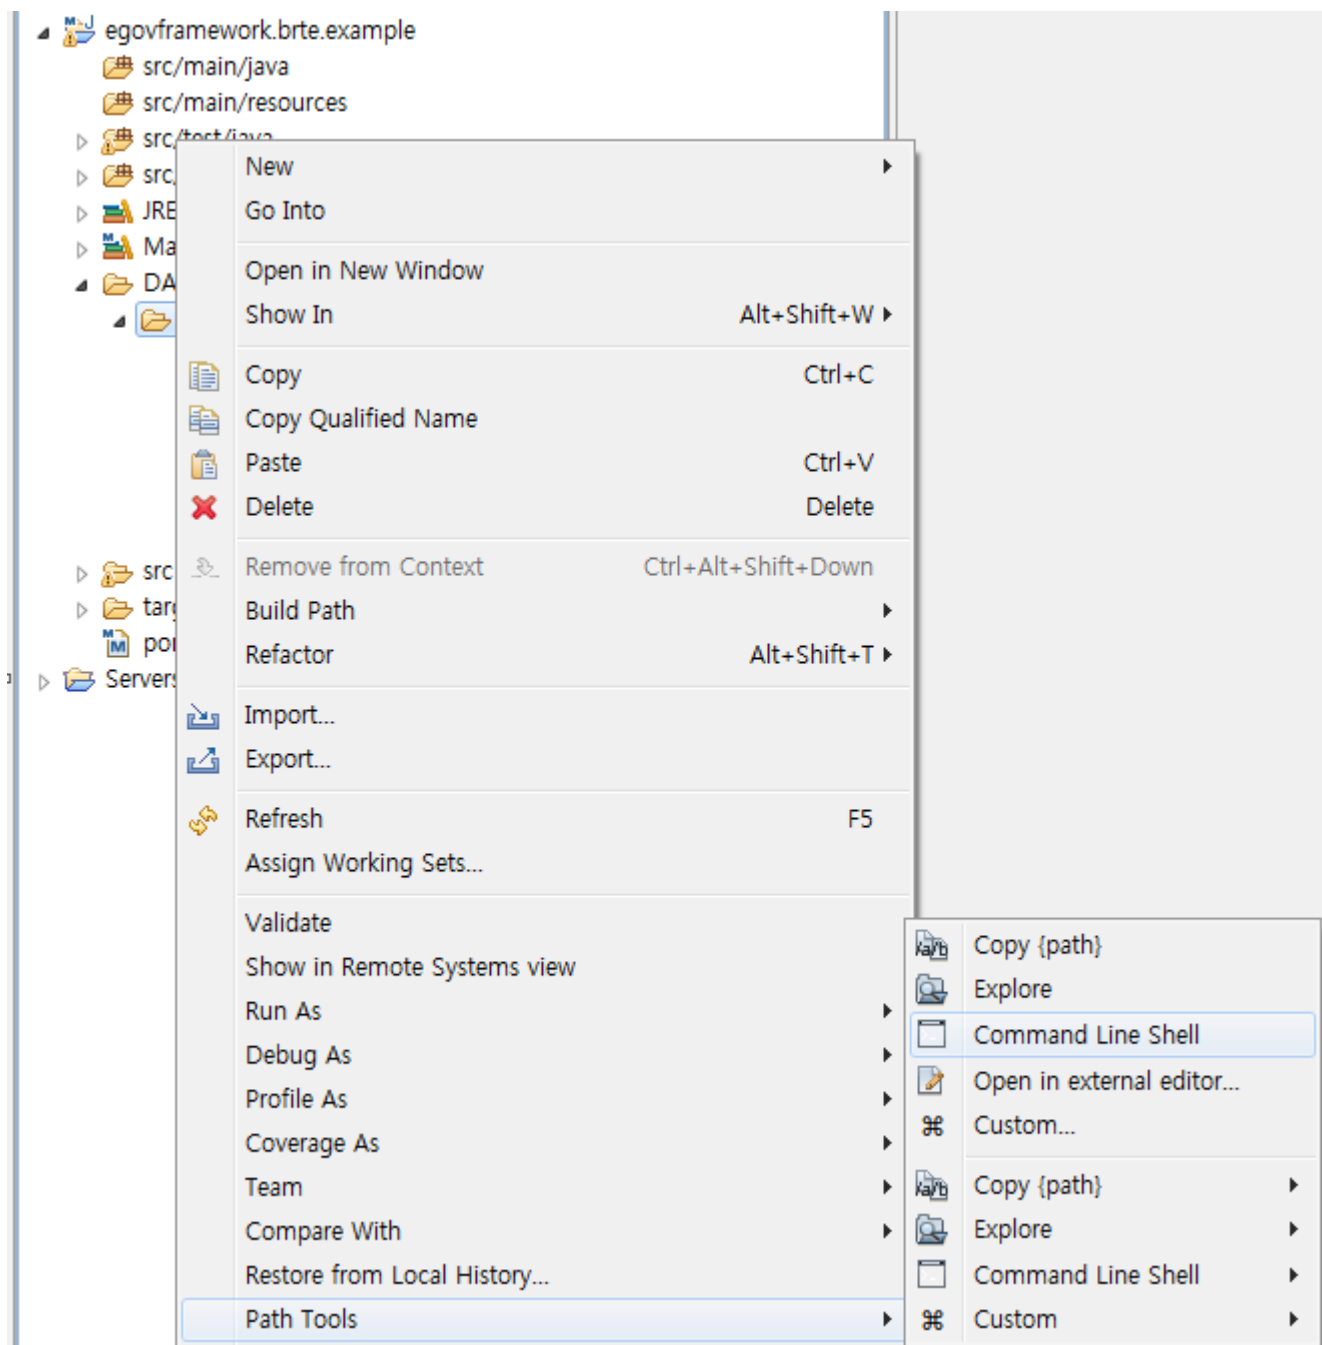 egovframework.brte.example
src/main/java
src/main/resources
src/test/java
src
JRE
Ma
DA
src
targ
Servers
New
Go Into
Open in New Window
Show In Alt+Shift+W
Copy Ctrl+C
Copy Qualified Name
Paste Ctrl+V
Delete Delete
Remove from Context Ctrl+Alt+Shift+Down
Build Path
Refactor Alt+Shift+T
Import...
Export...
Refresh F5
Assign Working Sets...
Validate
Show in Remote Systems view
Run As
Debug As
Profile As
Coverage As
Team
Compare With
Restore from Local History...
Path Tools
Copy {path}
Explore
Command Line Shell
Open in external editor...
Custom...
Copy {path}
Explore
Command Line Shell
Custom